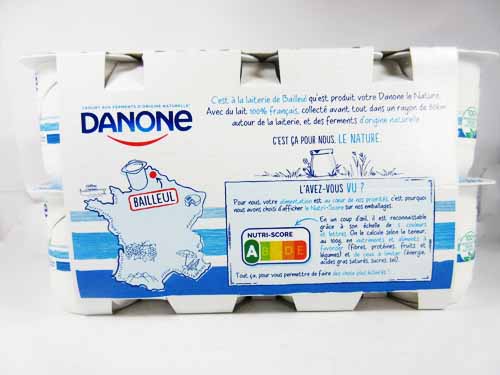 YAOURT AUX FERMENTS D'ORIGINE NATURELLE
DANONE
C'est à la laiterie de Bailleul qu'est produit votre Danone le Nature.
Avec du lait 100% français, collecté avant tout dans un rayon de 80km
autour de la laiterie, et des ferments d'origine naturelle.
C'EST ÇA POUR NOUS, LE NATURE.
BAILLEUL
L'AVEZ-VOUS VU ?
Pour nous, votre alimentation est au cœur de nos priorités, c'est pourquoi
nous avons choisi d'afficher le Nutri-Score sur nos emballages.
NUTRI-SCORE
A B C D E
En un coup d'œil, il est reconnaissable
grâce à son échelle de 5 couleurs
et lettres. On le calcule selon la teneur,
au 100g, en nutriments et aliments à
favoriser (fibres, protéines, fruits et
légumes) et de ceux à limiter (énergie,
acides gras saturés, sucres, sel).
Tout ça, pour vous permettre de faire des choix plus éclairés !